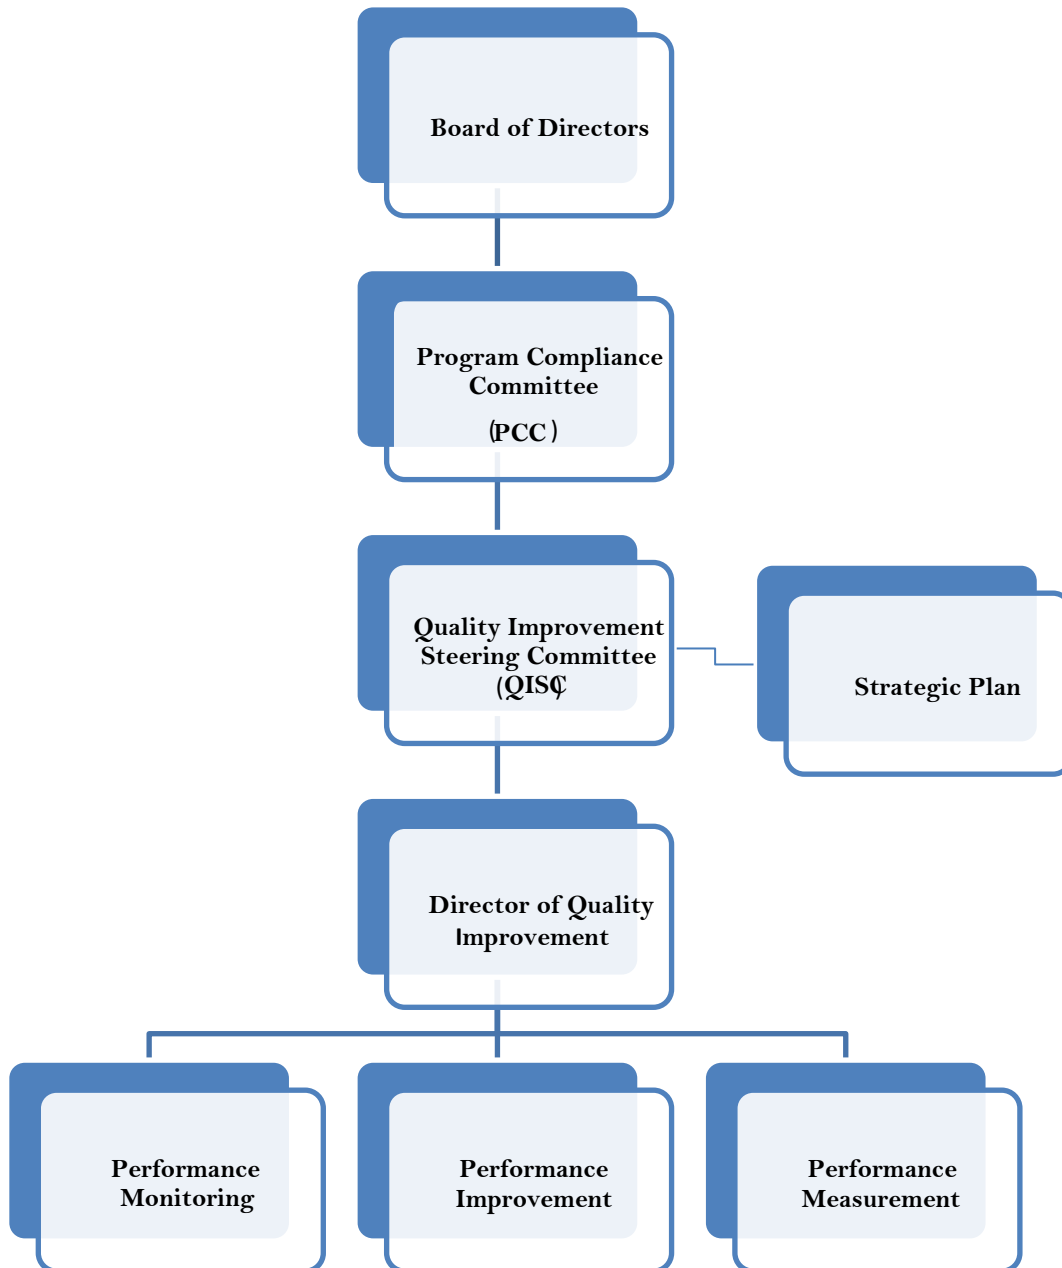 Board of Directors
Program Compliance
Committee
(PCC)
Quality Improvement
Steering Committee
(QISC)
Strategic Plan
Director of Quality
Improvement
Performance
Monitoring
Performance
Improvement
Performance
Measurement